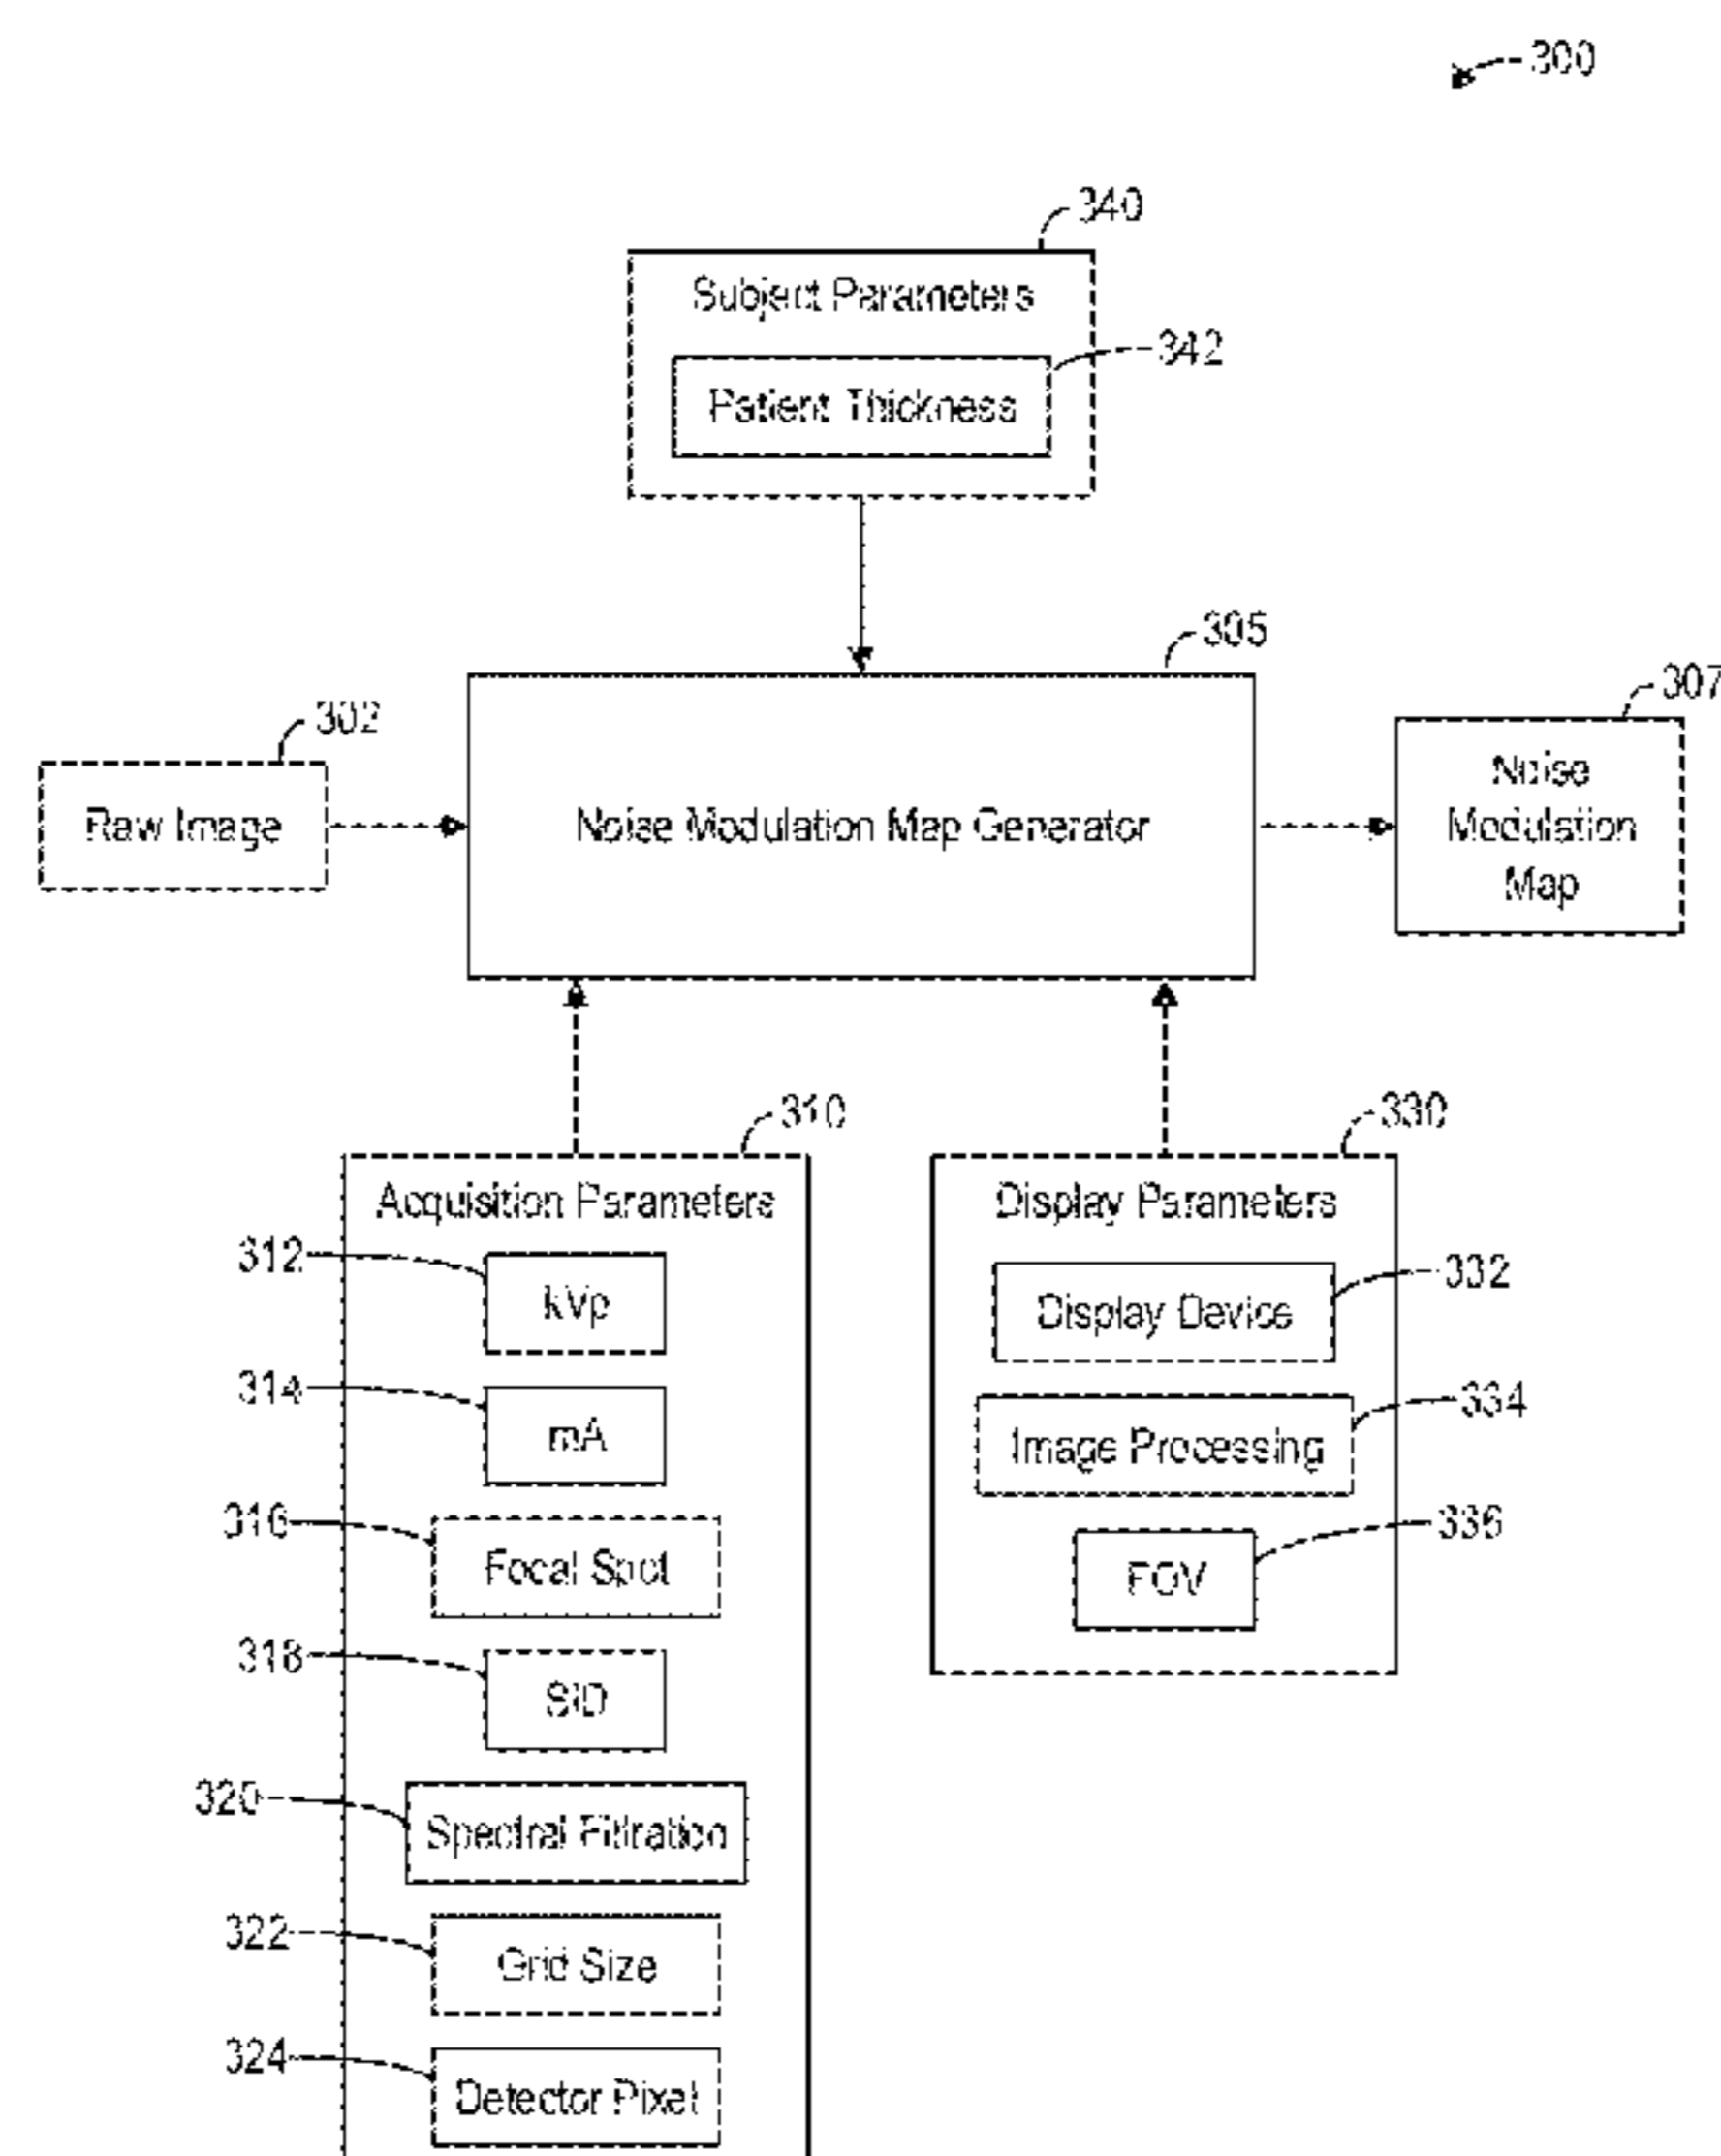 300
340
Subject Parameters
342
Patient Thickness
305
307
302
Raw Image
Noise Modulation Map Generator
Noise
Modulation
Map
310
330
Acquisition Parameters
Display Parameters
312
kVp
332
Display Device
314
mA
334
Image Processing
316
Focal Spot
336
FOV
318
SID
320
Spectral Filtration
322
Grid Size
324
Detector Pixel